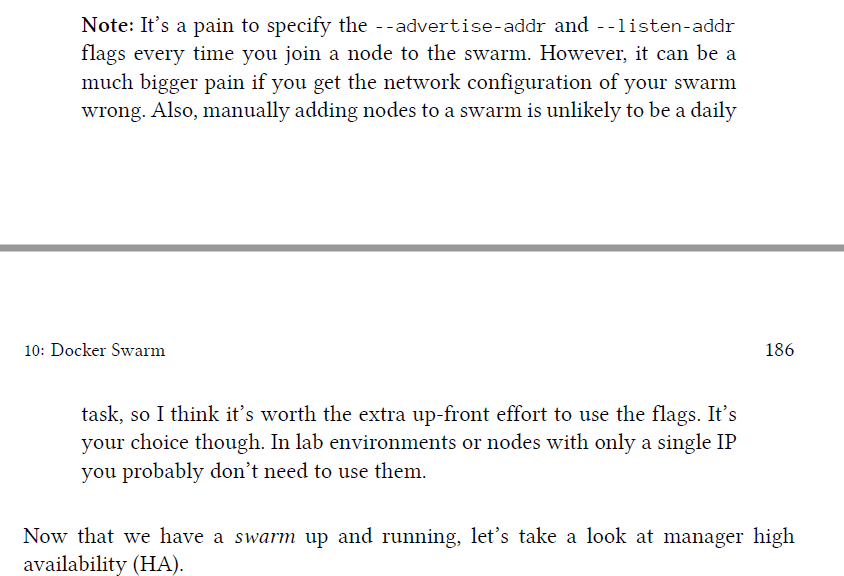 Note: It’s a pain to specify the --advertise-addr and --listen-addr
flags every time you join a node to the swarm. However, it can be a
much bigger pain if you get the network configuration of your swarm
wrong. Also, manually adding nodes to a swarm is unlikely to be a daily
10: Docker Swarm 186
task, so I think it’s worth the extra up-front effort to use the flags. It’s
your choice though. In lab environments or nodes with only a single IP
you probably don’t need to use them.
Now that we have a swarm up and running, let’s take a look at manager high
availability (HA).